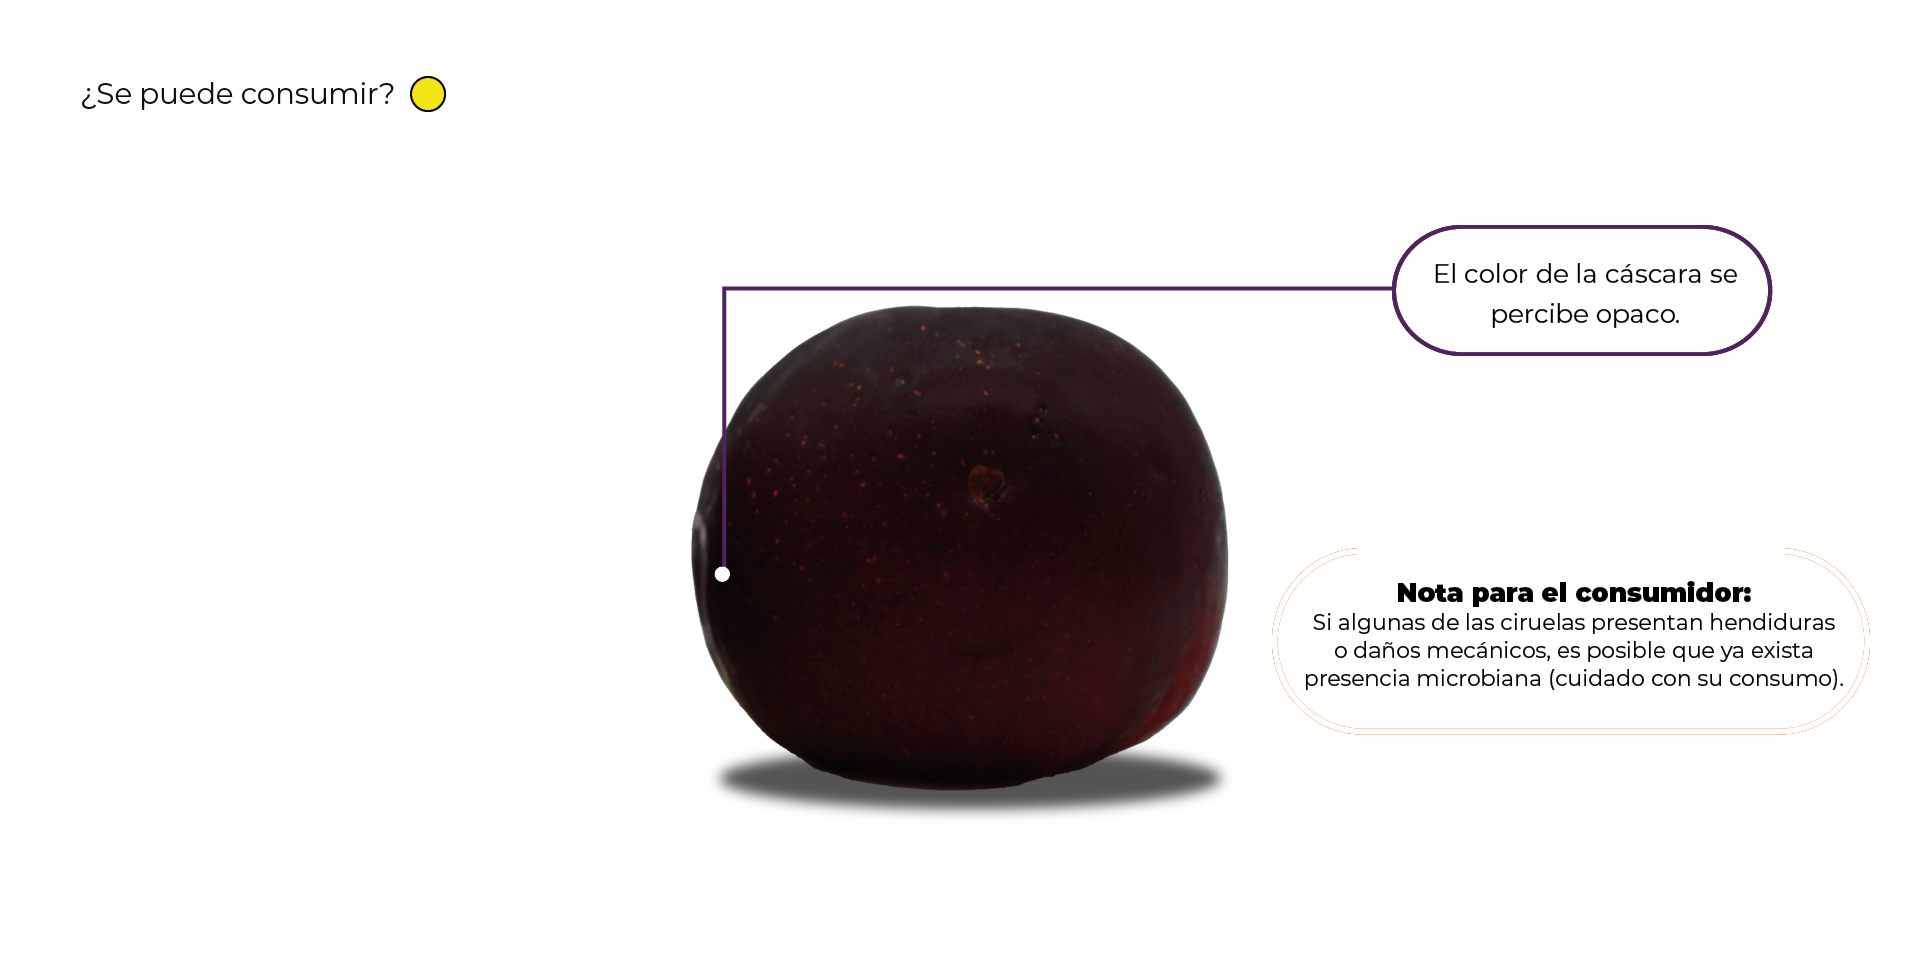 ¿Se puede consumir?
El color de la cáscara se
percibe opaco.
Nota para el consumidor:
Si algunas de las ciruelas presentan hendiduras
o daños mecánicos, es posible que ya exista
presencia microbiana (cuidado con su consumo).